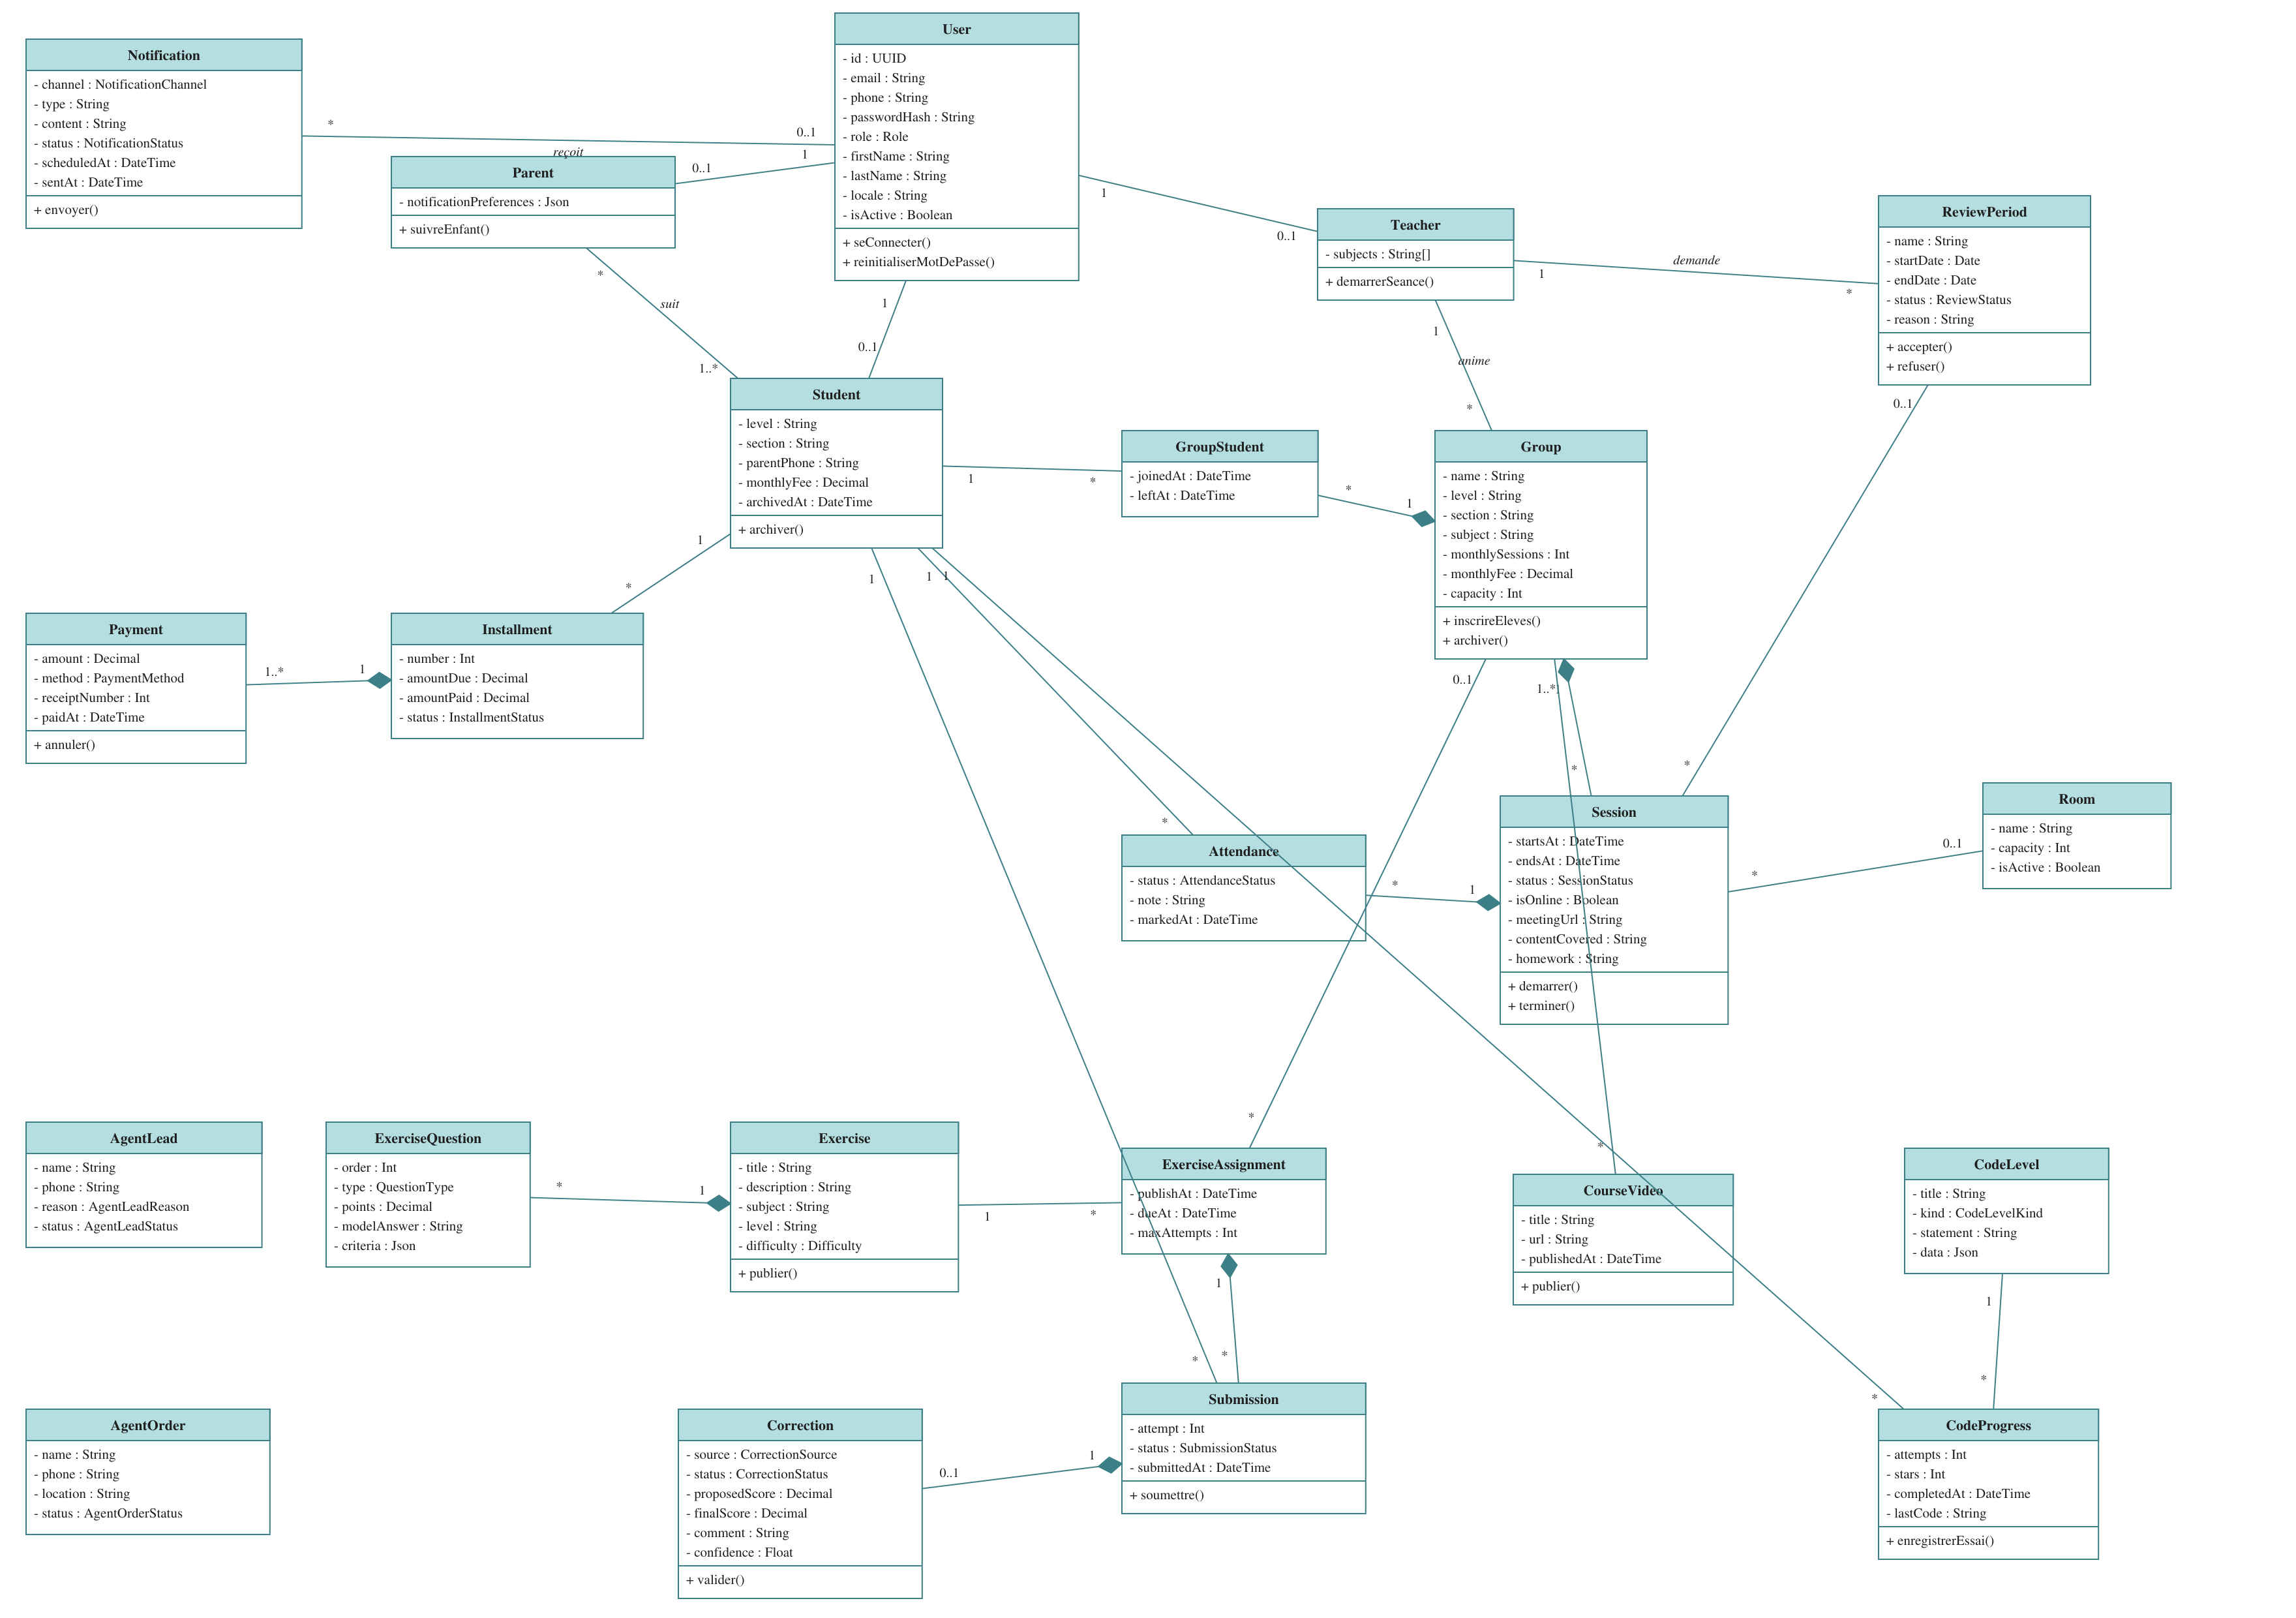 User
- id : UUID
- email : String
- phone : String
- passwordHash : String
- role : Role
- firstName : String
- lastName : String
- locale : String
- isActive : Boolean
+ seConnecter()
+ reinitialiserMotDePasse()
Notification
- channel : NotificationChannel
- type : String
- content : String
- status : NotificationStatus
- scheduledAt : DateTime
- sentAt : DateTime
+ envoyer()
*
0..1
reçoit
1
0..1
Parent
- notificationPreferences : Json
+ suivreEnfant()
1
0..1
Teacher
- subjects : String[]
+ demarrerSeance()
demande
1
*
ReviewPeriod
- name : String
- startDate : Date
- endDate : Date
- status : ReviewStatus
- reason : String
+ accepter()
+ refuser()
*
suit
1..*
1
0..1
1
anime
*
0..1
Student
- level : String
- section : String
- parentPhone : String
- monthlyFee : Decimal
- archivedAt : DateTime
+ archiver()
1
*
GroupStudent
- joinedAt : DateTime
- leftAt : DateTime
*
1
Group
- name : String
- level : String
- section : String
- subject : String
- monthlySessions : Int
- monthlyFee : Decimal
- capacity : Int
+ inscrireEleves()
+ archiver()
1
*
1
1
1
Payment
- amount : Decimal
- method : PaymentMethod
- receiptNumber : Int
- paidAt : DateTime
+ annuler()
1..*
1
Installment
- number : Int
- amountDue : Decimal
- amountPaid : Decimal
- status : InstallmentStatus
0..1
1..*
*
*
*
Attendance
- status : AttendanceStatus
- note : String
- markedAt : DateTime
*
1
Session
- startsAt : DateTime
- endsAt : DateTime
- status : SessionStatus
- isOnline : Boolean
- meetingUrl : String
- contentCovered : String
- homework : String
+ demarrer()
+ terminer()
*
0..1
Room
- name : String
- capacity : Int
- isActive : Boolean
*
*
AgentLead
- name : String
- phone : String
- reason : AgentLeadReason
- status : AgentLeadStatus
ExerciseQuestion
- order : Int
- type : QuestionType
- points : Decimal
- modelAnswer : String
- criteria : Json
*
1
Exercise
- title : String
- description : String
- subject : String
- level : String
- difficulty : Difficulty
+ publier()
1
*
ExerciseAssignment
- publishAt : DateTime
- dueAt : DateTime
- maxAttempts : Int
CourseVideo
- title : String
- url : String
- publishedAt : DateTime
+ publier()
CodeLevel
- title : String
- kind : CodeLevelKind
- statement : String
- data : Json
1
1
*
*
*
*
AgentOrder
- name : String
- phone : String
- location : String
- status : AgentOrderStatus
Correction
- source : CorrectionSource
- status : CorrectionStatus
- proposedScore : Decimal
- finalScore : Decimal
- comment : String
- confidence : Float
+ valider()
0..1
1
Submission
- attempt : Int
- status : SubmissionStatus
- submittedAt : DateTime
+ soumettre()
CodeProgress
- attempts : Int
- stars : Int
- completedAt : DateTime
- lastCode : String
+ enregistrerEssai()